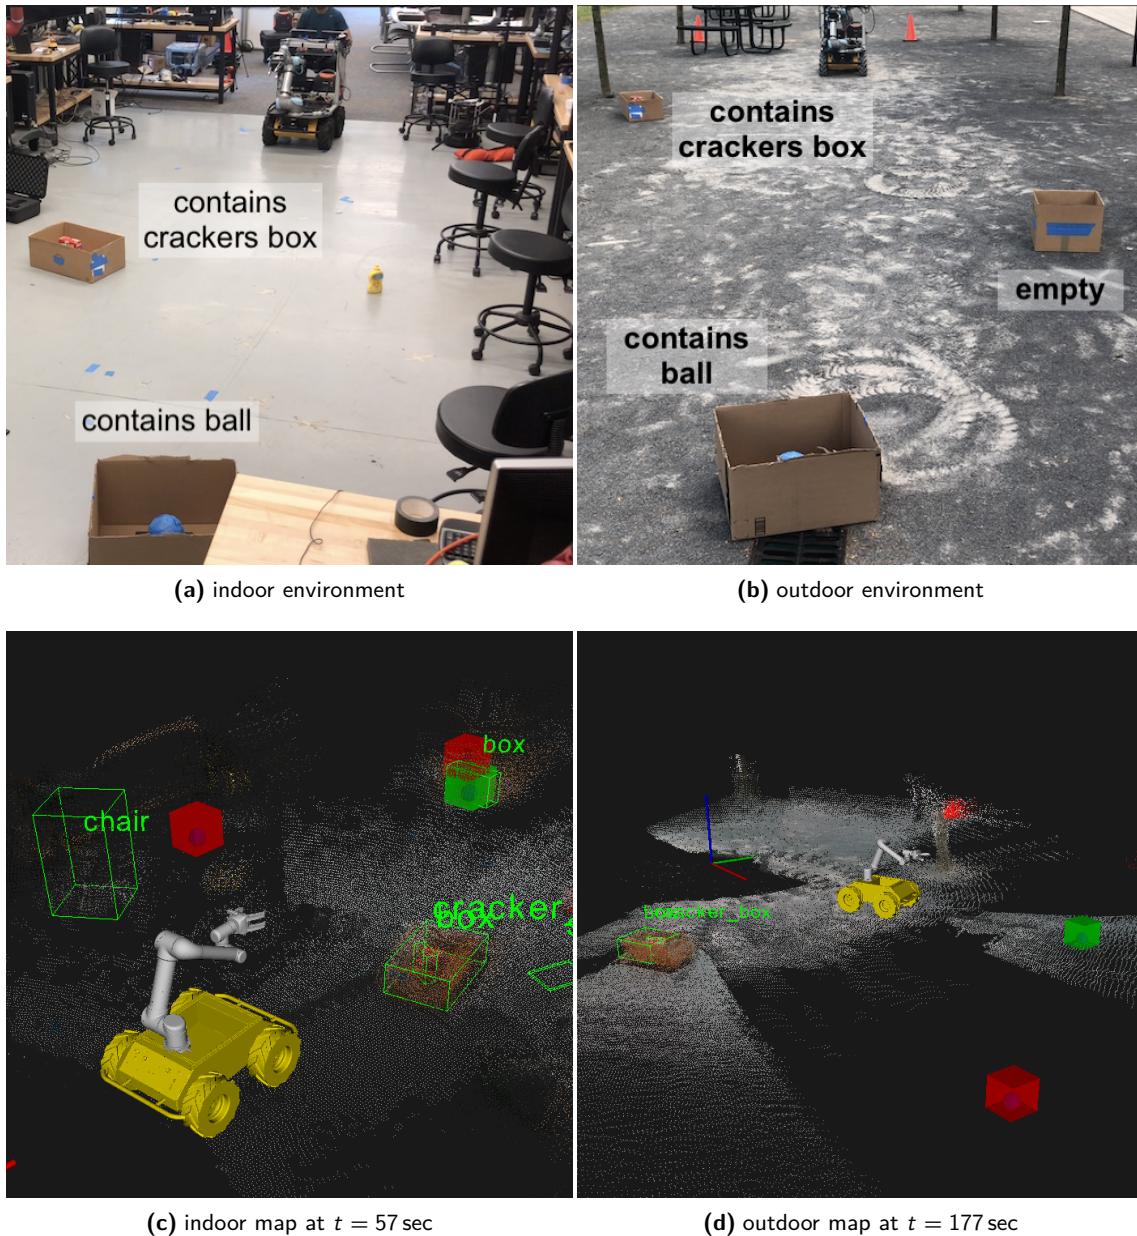 contains
crackers box
contains ball
contains
crackers box
empty
contains
ball
(a) indoor environment
(b) outdoor environment
box
chair
cracker
box
cracker_box
(c) indoor map at t = 57 sec
(d) outdoor map at t = 177 sec